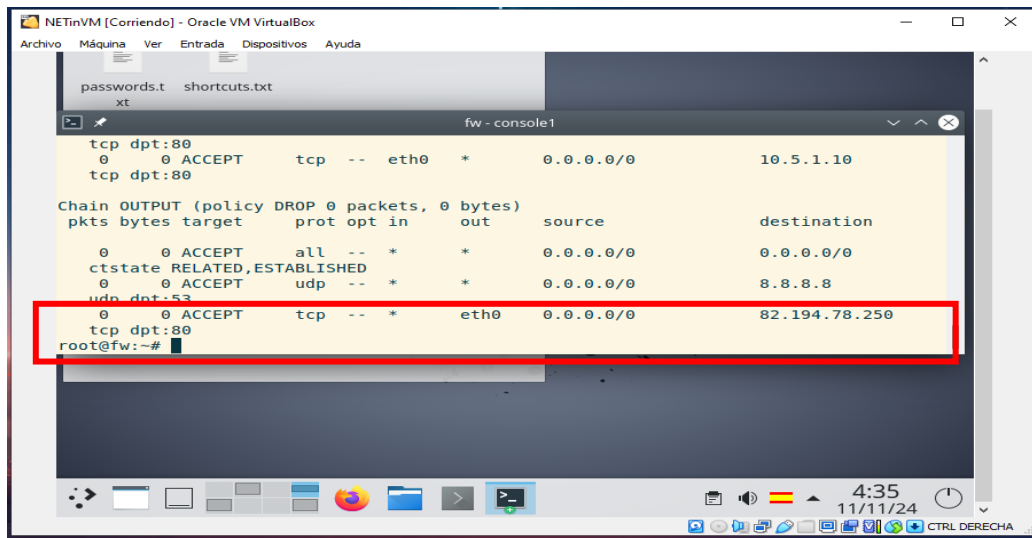 NETinVM [Corriendo] - Oracle VM VirtualBox
Archivo Máquina Ver Entrada Dispositivos Ayuda
passwords.t shortcuts.txt
xt
fw - console1
tcp dpt:80
0 0 ACCEPT tcp -- eth0 * 0.0.0.0/0 10.5.1.10
tcp dpt:80
Chain OUTPUT (policy DROP 0 packets, 0 bytes)
pkts bytes target prot opt in out source destination
0 0 ACCEPT all -- * * 0.0.0.0/0 0.0.0.0/0
ctstate RELATED,ESTABLISHED
0 0 ACCEPT udp -- * * 0.0.0.0/0 8.8.8.8
udp dpt:53
0 0 ACCEPT tcp -- * eth0 0.0.0.0/0 82.194.78.250
tcp dpt:80
root@fw:~#
4:35
11/11/24
CTRL DERECHA